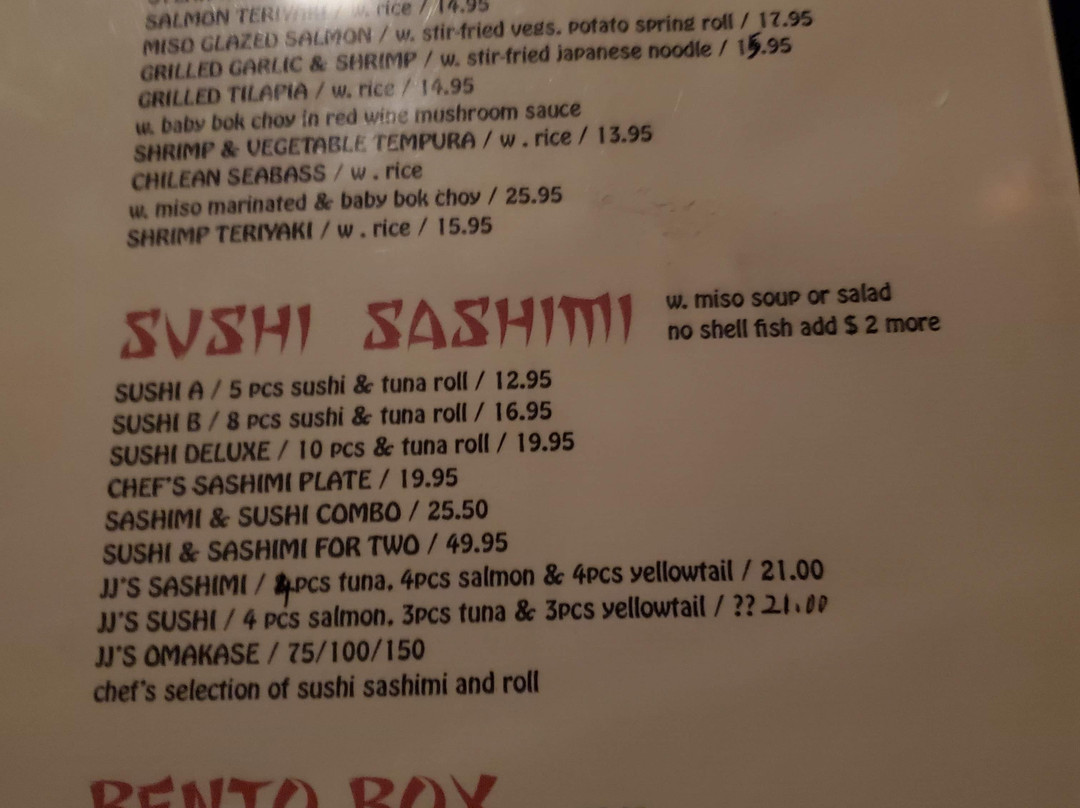 SALMON TERIYAKI / w. rice / 14.95
MISO GLAZED SALMON / w. stir-fried vegs. potato spring roll / 17.95
GRILLED GARLIC & SHRIMP / w. stir-fried japanese noodle / 15.95
GRILLED TILAPIA / w. rice / 14.95
w. baby bok choy in red wine mushroom sauce
SHRIMP & VEGETABLE TEMPURA / w . rice / 13.95
CHILEAN SEABASS / w . rice
w. miso marinated & baby bok choy / 25.95
SHRIMP TERIYAKI / w . rice / 15.95
SUSHI SASHIMI
w. miso soup or salad
no shell fish add $ 2 more
SUSHI A / 5 pcs sushi & tuna roll / 12.95
SUSHI B / 8 pcs sushi & tuna roll / 16.95
SUSHI DELUXE / 10 pcs & tuna roll / 19.95
CHEF'S SASHIMI PLATE / 19.95
SASHIMI & SUSHI COMBO / 25.50
SUSHI & SASHIMI FOR TWO / 49.95
JJ'S SASHIMI / 4pcs tuna, 4pcs salmon & 4pcs yellowtail / 21.00
JJ'S SUSHI / 4 pcs salmon, 3pcs tuna & 3pcs yellowtail / ?? 21.00
JJ'S OMAKASE / 75/100/150
chef's selection of sushi sashimi and roll
BENTO BOX